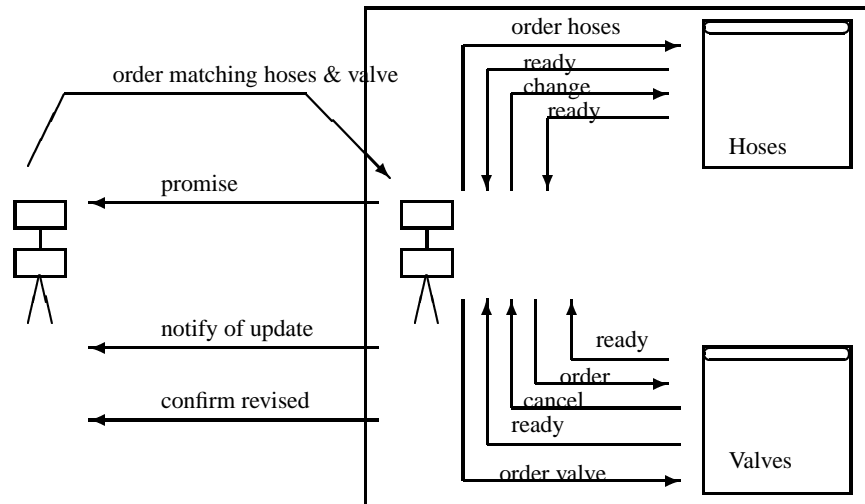 order hoses
ready
order matching hoses & valve
change
ready
Hoses
promise
notify of update
ready
order
confirm revised
cancel
ready
Valves
order valve